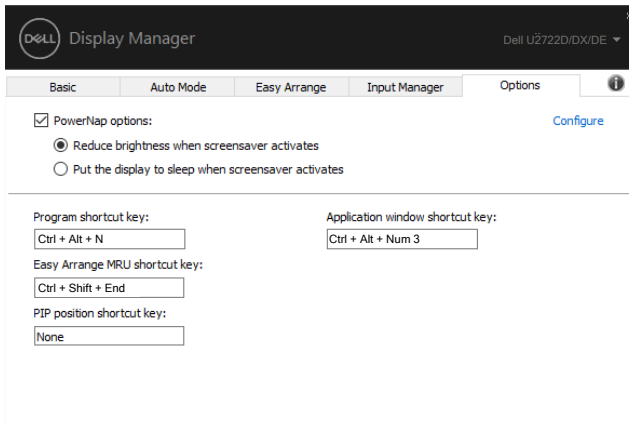 DELL Display Manager
Dell U2722D/DX/DE
Basic Auto Mode Easy Arrange Input Manager Options
PowerNap options: Configure
Reduce brightness when screensaver activates
Put the display to sleep when screensaver activates
Program shortcut key: Application window shortcut key:
Ctrl + Alt + N Ctrl + Alt + Num 3
Easy Arrange MRU shortcut key:
Ctrl + Shift + End
PIP position shortcut key:
None